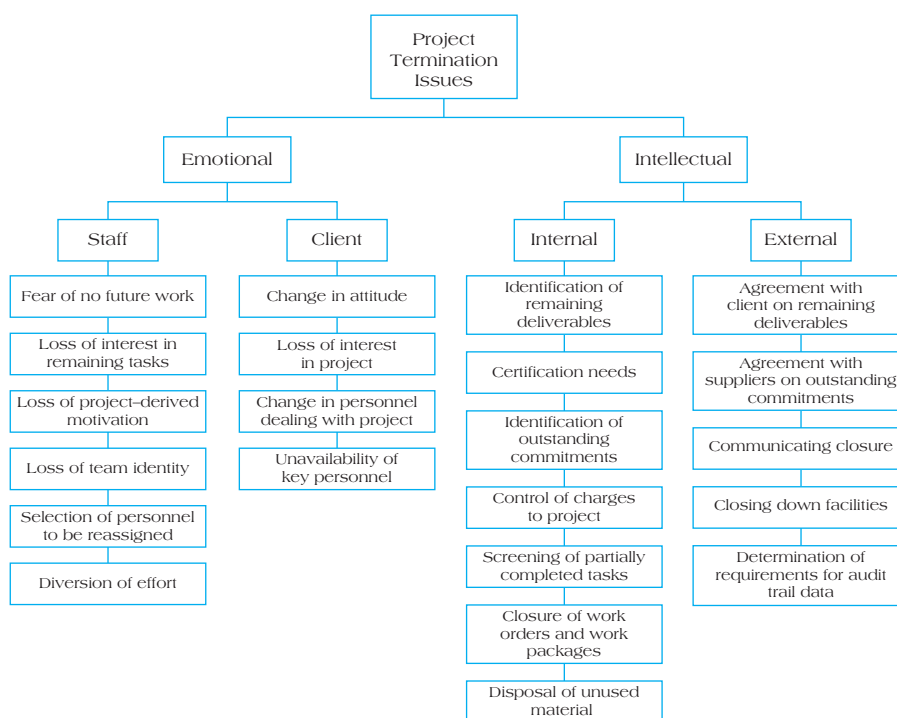 Project
Termination
Issues
Emotional
Intellectual
Staff
Client
Internal
External
Fear of no future work
Loss of interest in
remaining tasks
Loss of project–derived
motivation
Loss of team identity
Selection of personnel
to be reassigned
Diversion of effort
Change in attitude
Loss of interest
in project
Change in personnel
dealing with project
Unavailability of
key personnel
Identification of
remaining
deliverables
Certification needs
Identification of
outstanding
commitments
Control of charges
to project
Screening of partially
completed tasks
Closure of work
orders and work
packages
Disposal of unused
material
Agreement with
client on remaining
deliverables
Agreement with
suppliers on outstanding
commitments
Communicating closure
Closing down facilities
Determination of
requirements for audit
trail data